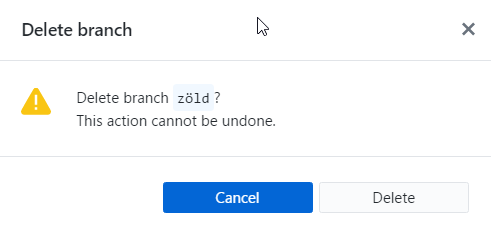 Delete branch
Delete branch zöld?
This action cannot be undone.
Cancel
Delete